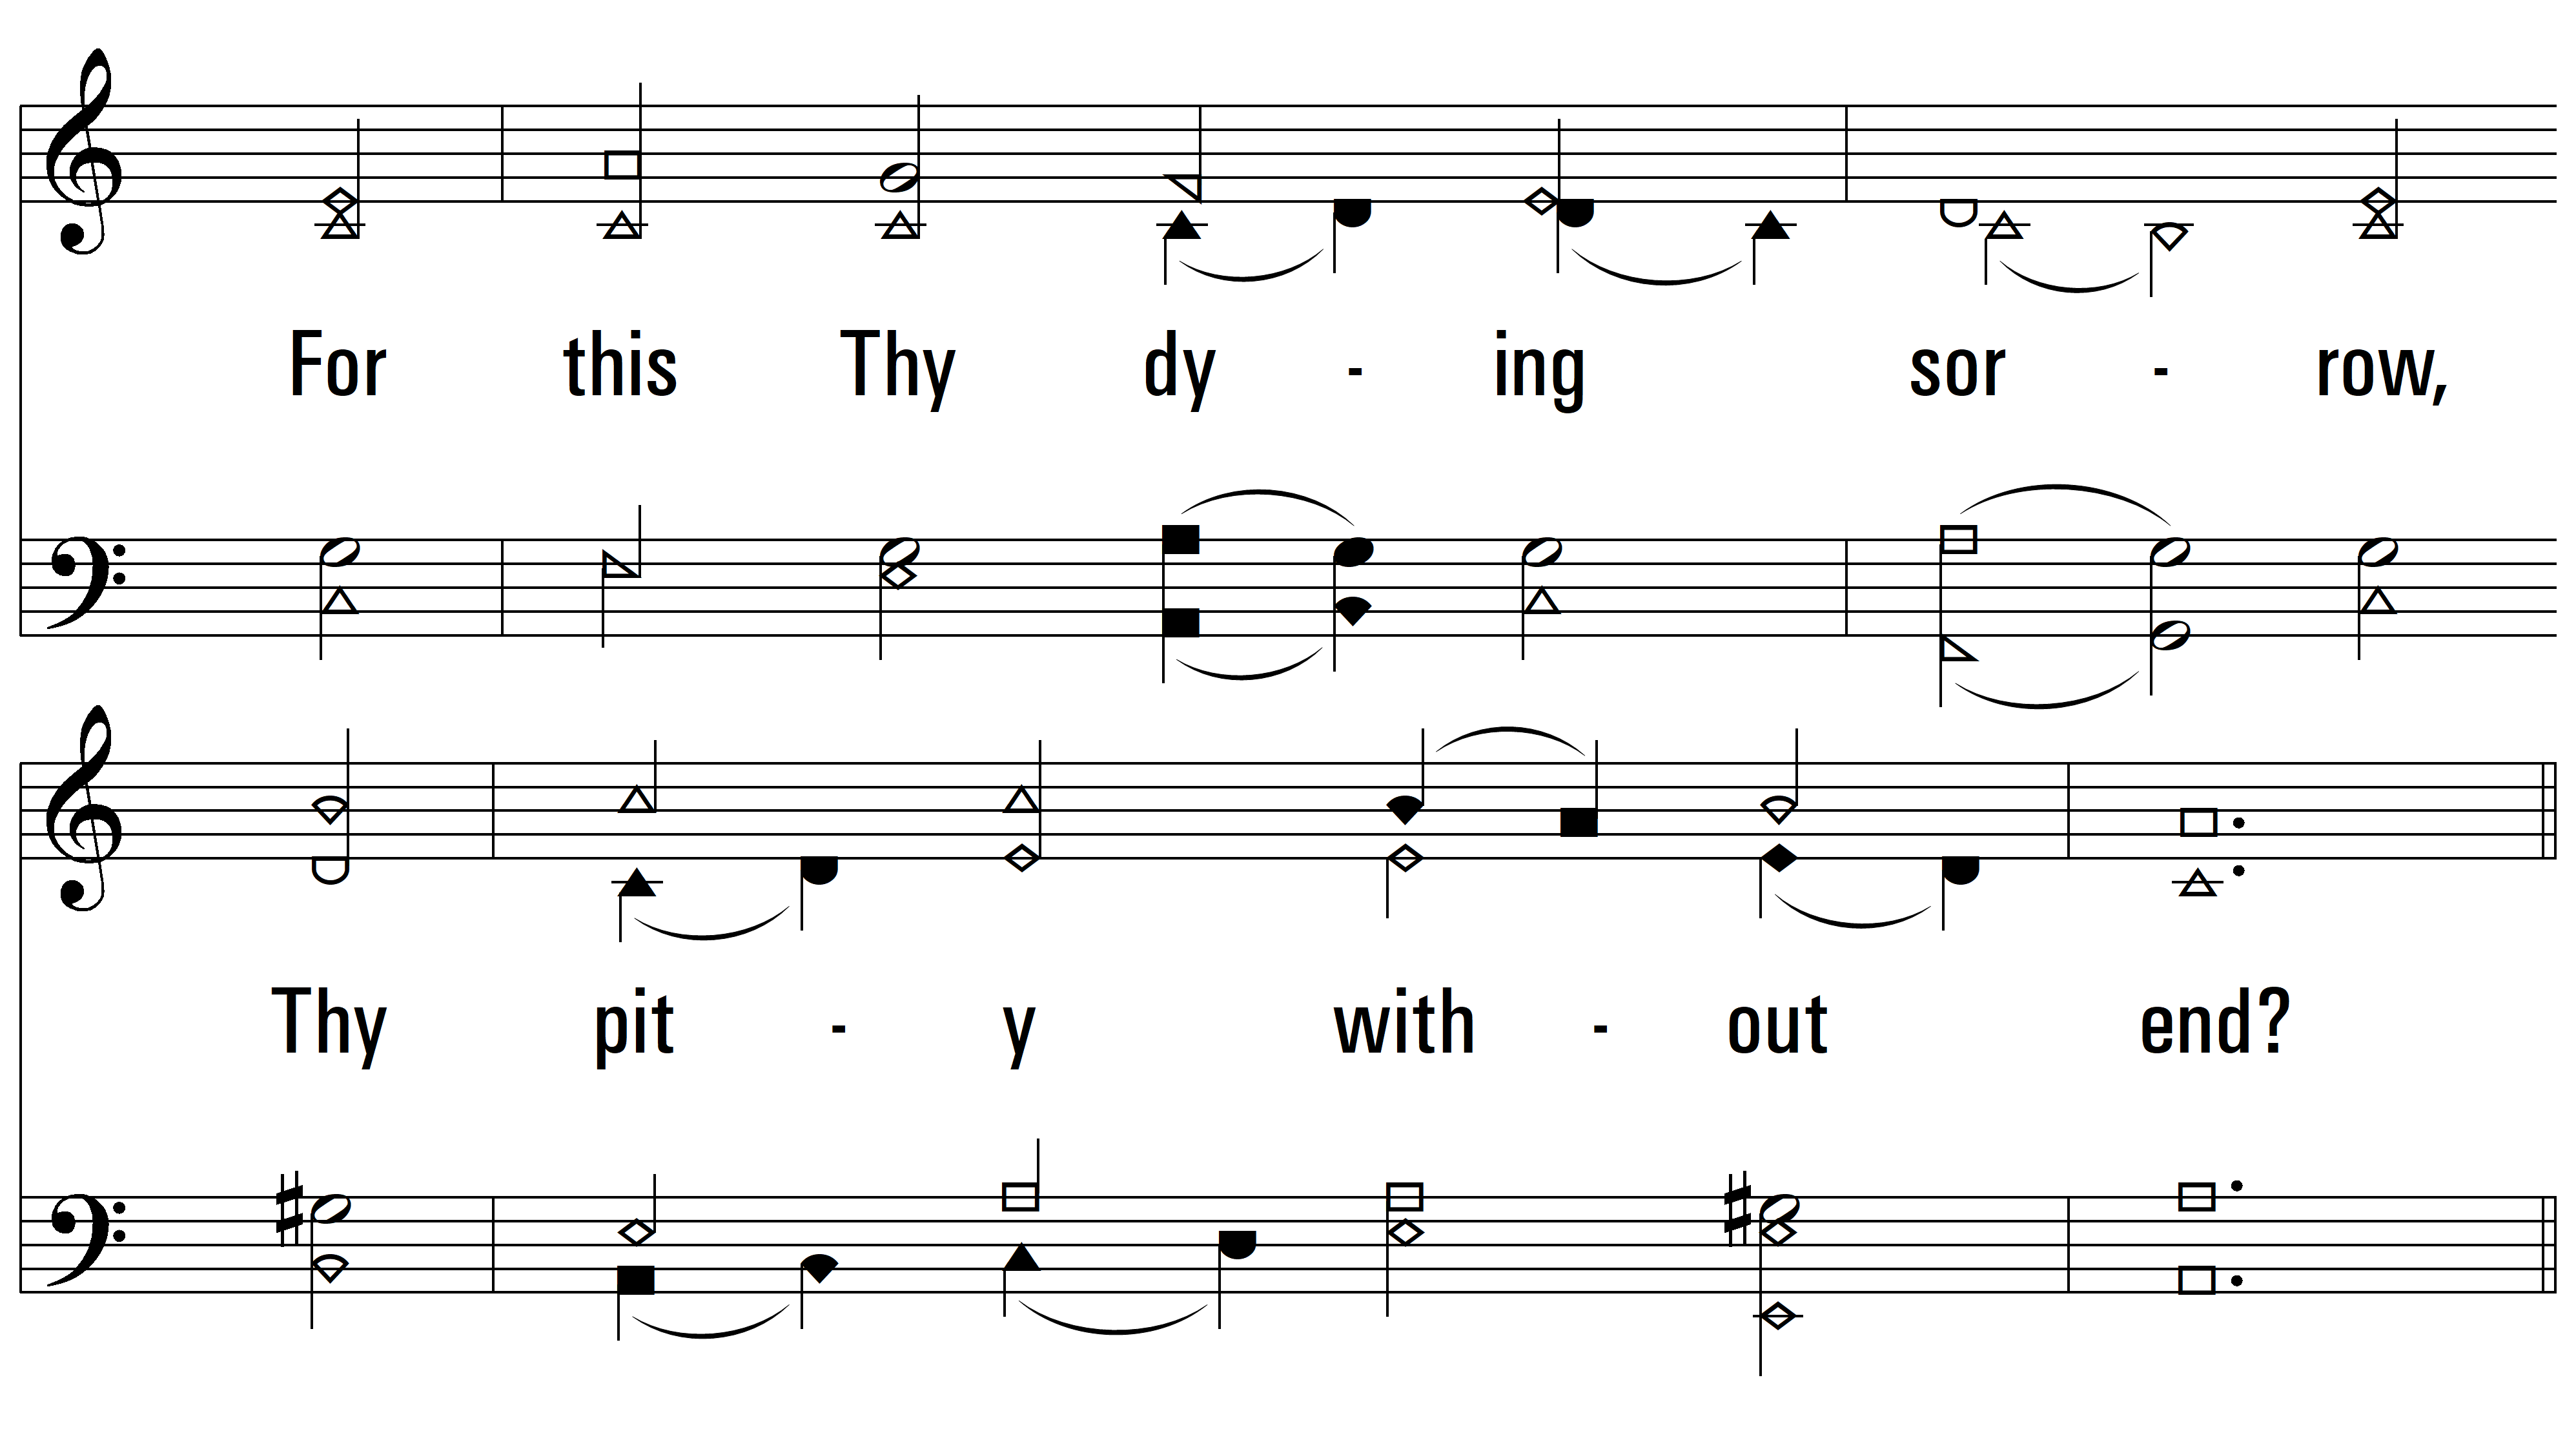 For this Thy dy - ing sor - row,
Thy pit - y with - out end?